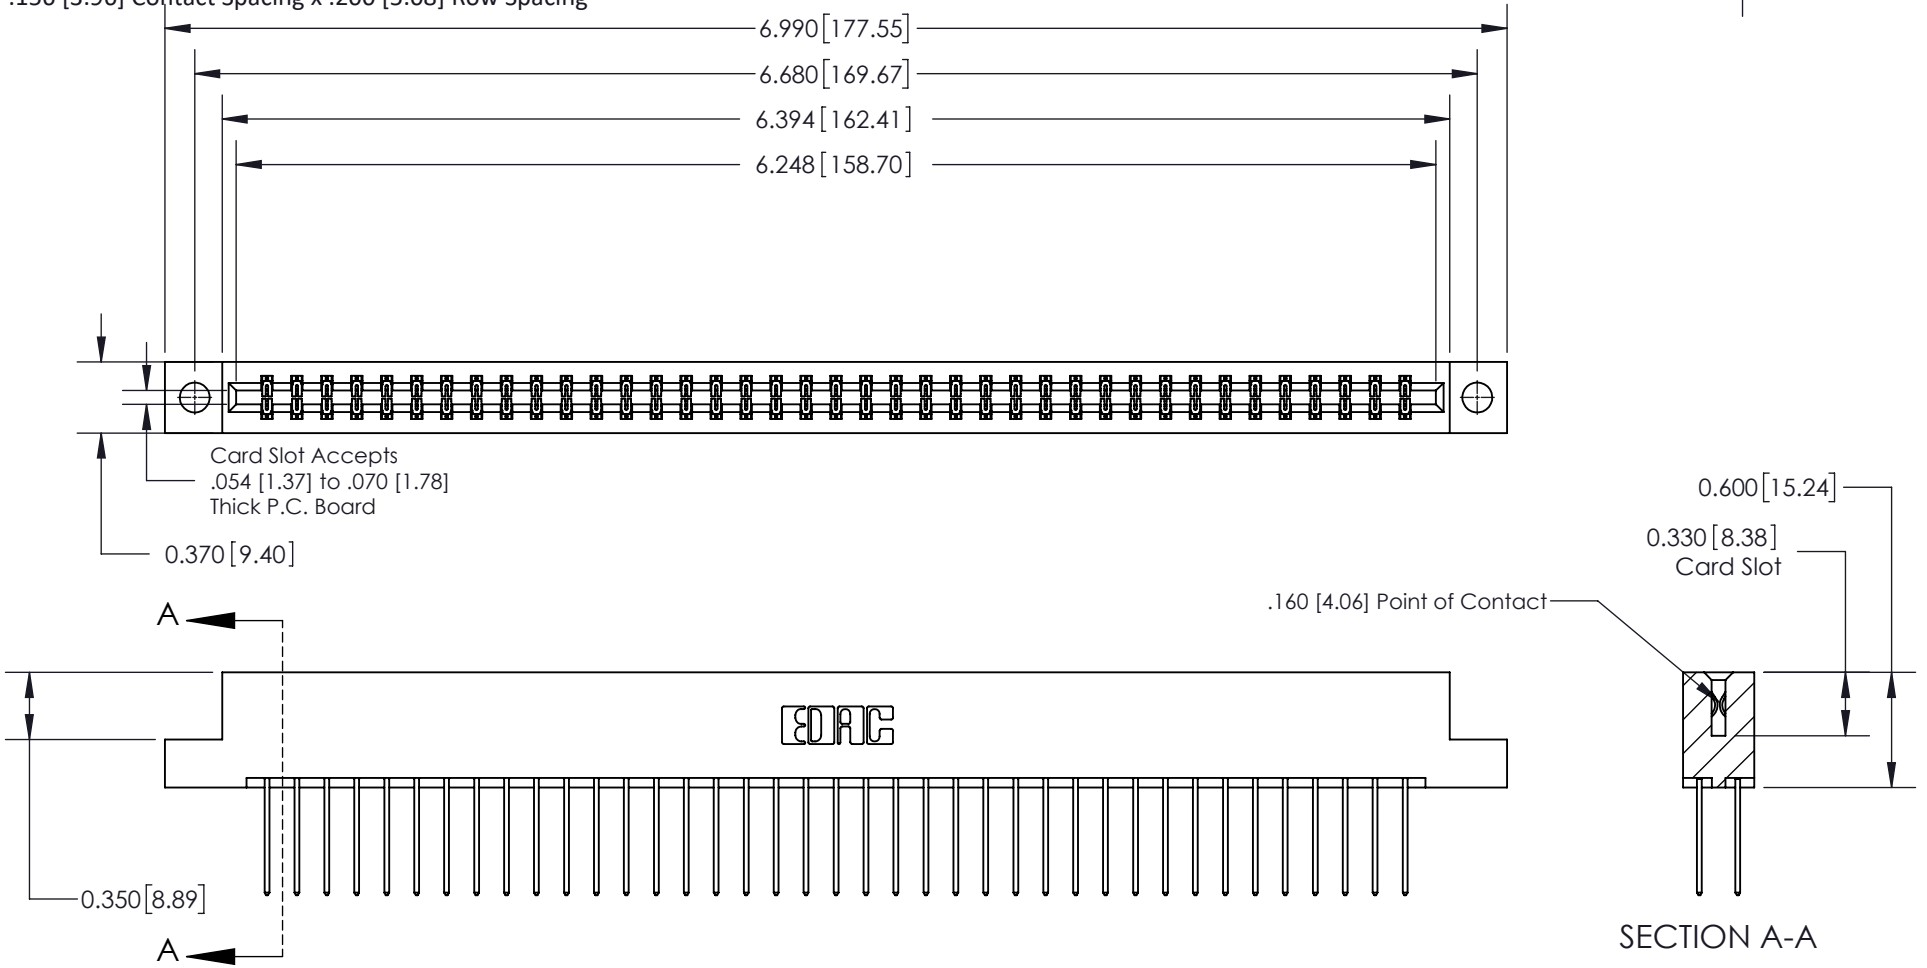 .156 [3.96] Contact Spacing x .200 [5.08] Row Spacing
6.990[177.55]
6.680[169.67]
6.394[162.41]
6.248[158.70]
Card Slot Accepts
.054 [1.37] to .070 [1.78]
Thick P.C. Board
0.370[9.40]
0.600[15.24]
0.330[8.38]
Card Slot
.160 [4.06] Point of Contact
A
EDAC
0.350[8.89]
A
SECTION A-A